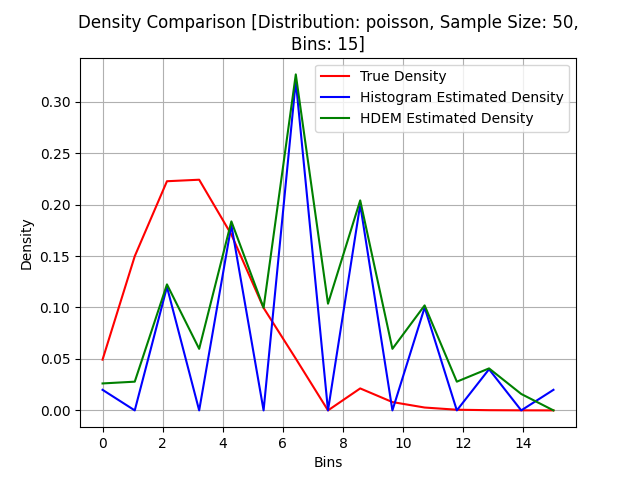 Density Comparison [Distribution: poisson, Sample Size: 50,
Bins: 15]
True Density
Histogram Estimated Density
HDEM Estimated Density
Density
0.30
0.25
0.20
0.15
0.10
0.05
0.00
0 2 4 6 8 10 12 14
Bins